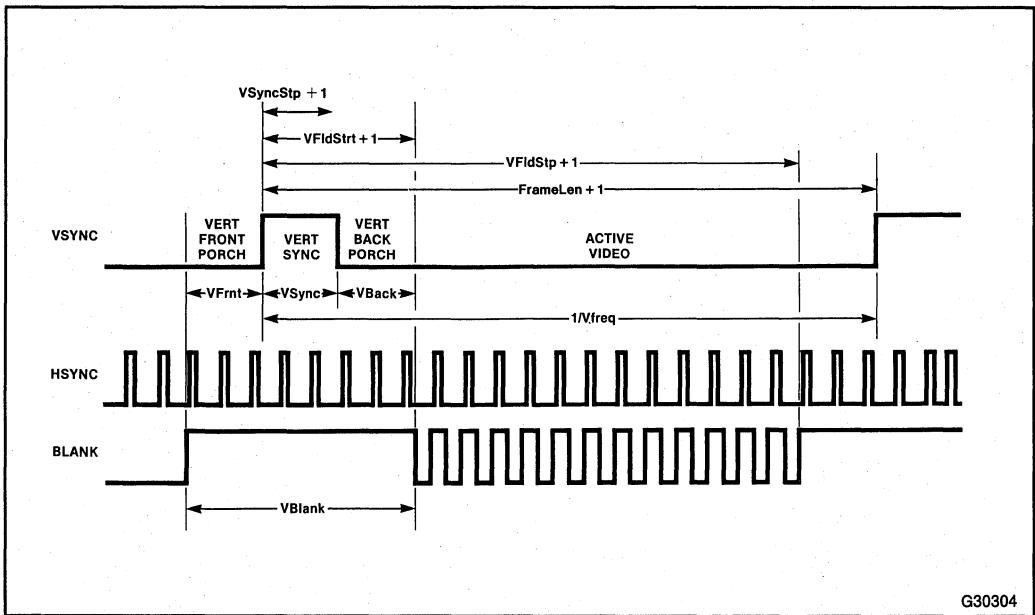 VSyncStp + 1
VFldStrt + 1
VFldStp + 1
FrameLen + 1
VSYNC
VERT
FRONT
PORCH
VERT
SYNC
VERT
BACK
PORCH
ACTIVE
VIDEO
VFrnt
VSync
VBack
1/Vfreq
HSYNC
BLANK
VBlank
G30304